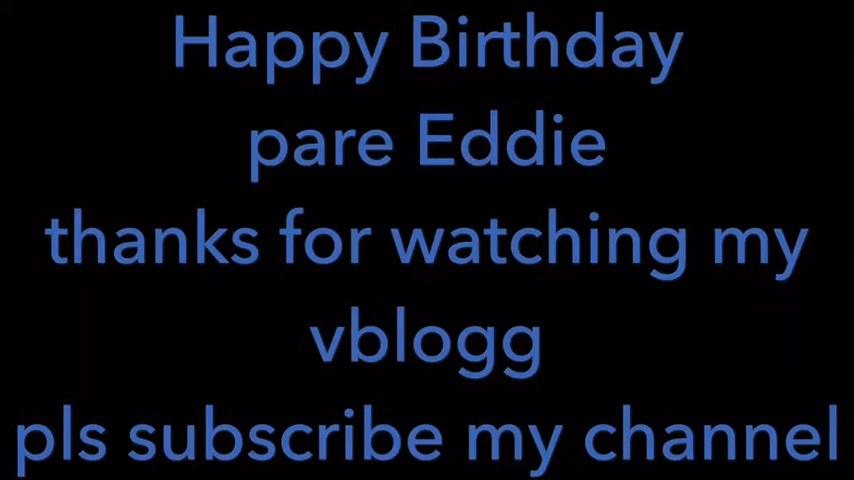 Happy Birthday
pare Eddie
thanks for watching my
vblogg
pls subscribe my channel